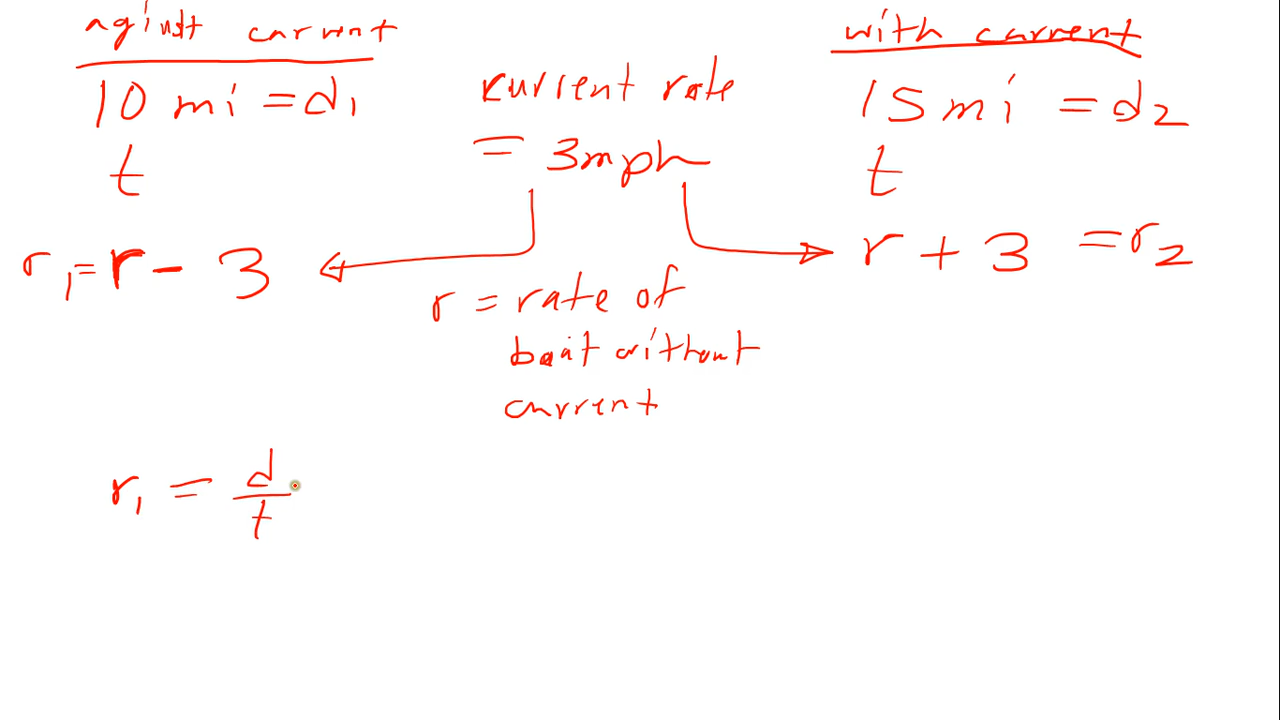 aginst current
10 mi = d1
t
r1 = r - 3
current rate
= 3mph
r = rate of
boat without
current
with current
15 mi = d2
t
r + 3 = r2
r1 = d/t